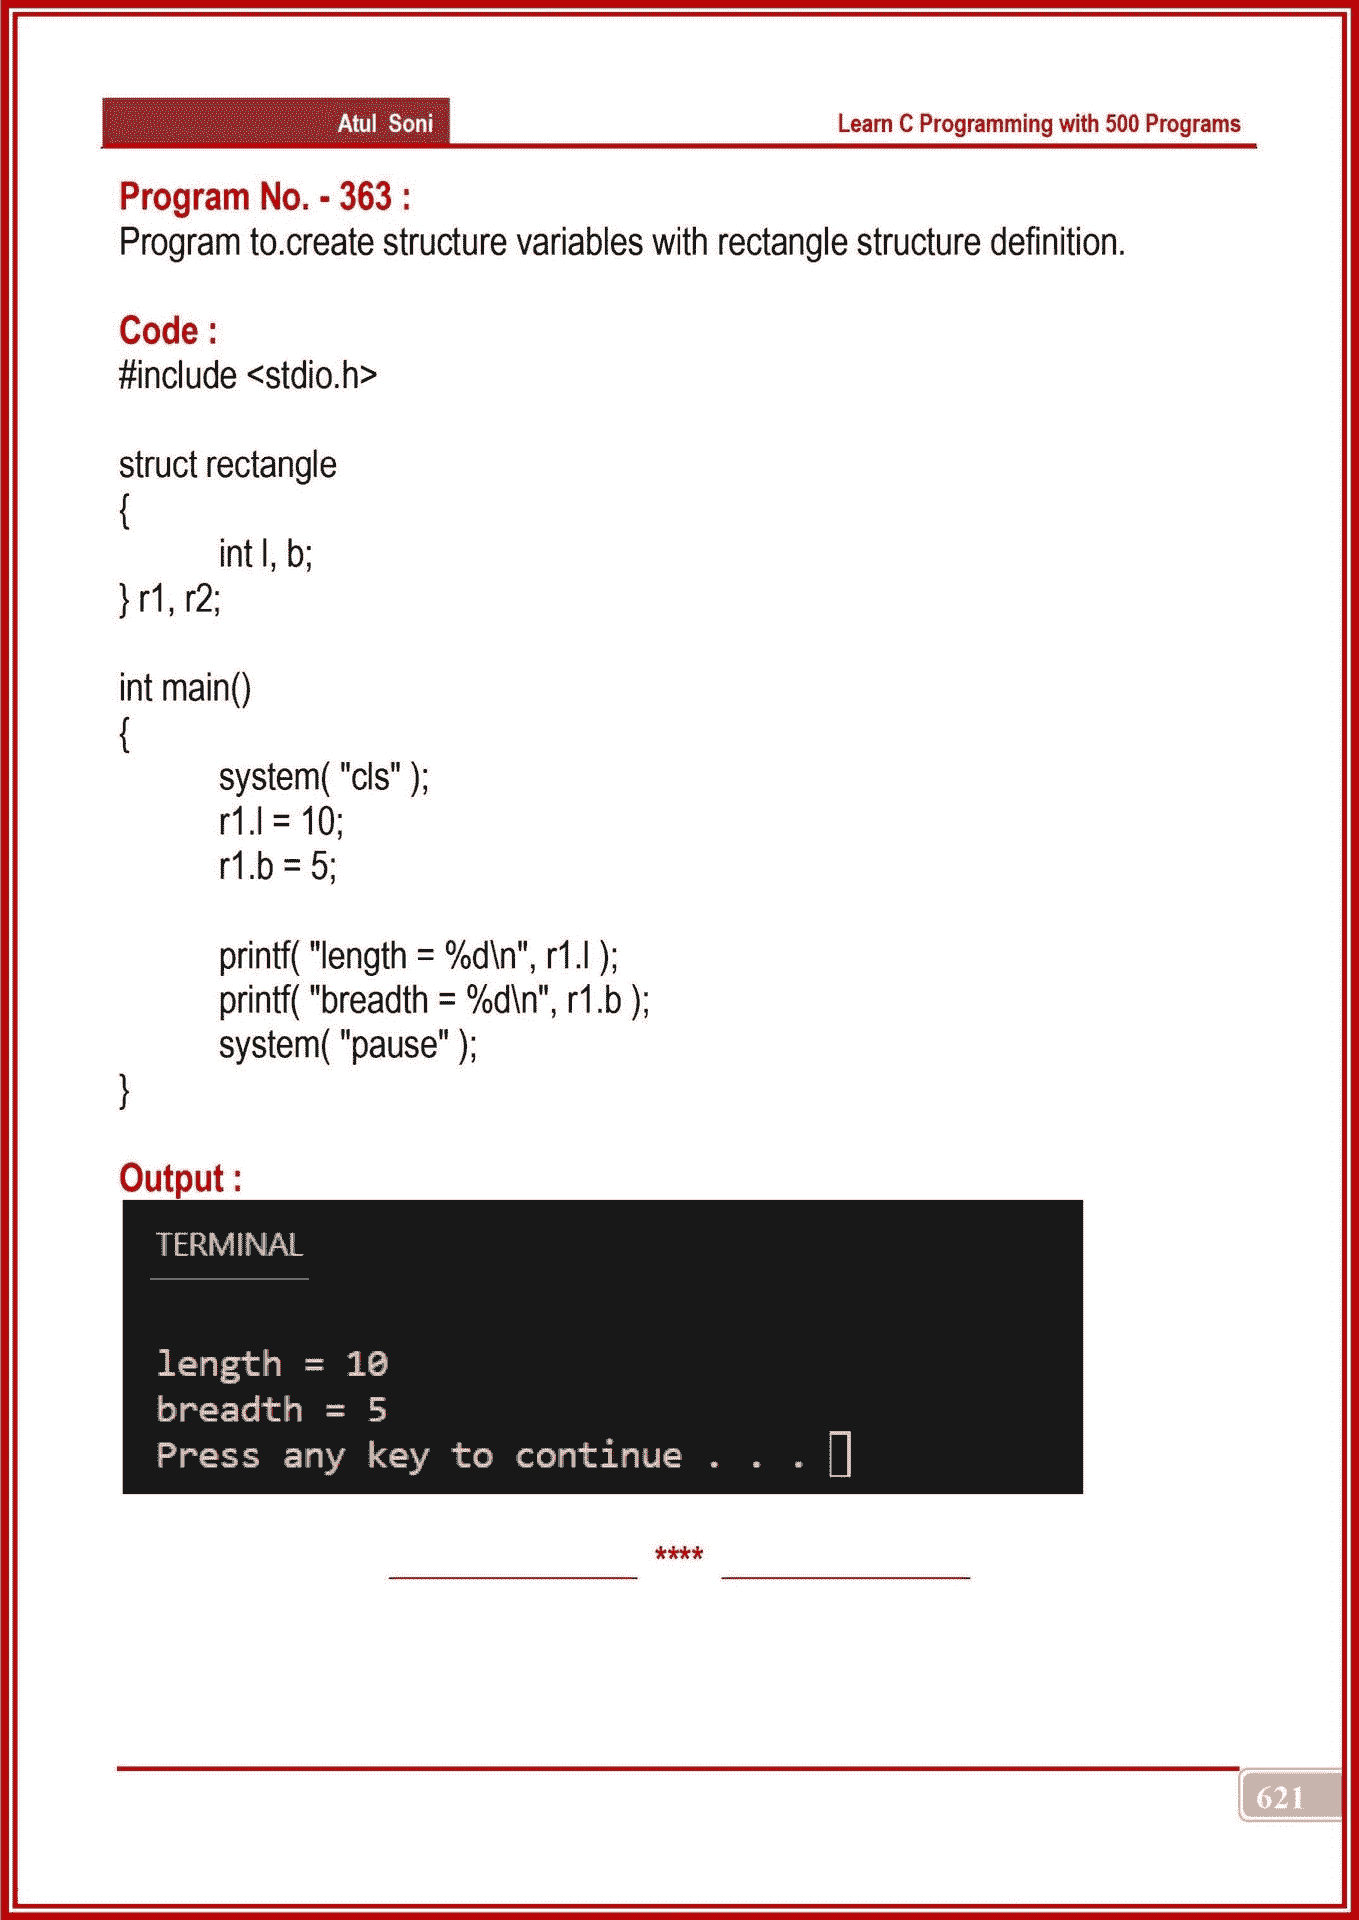 Atul Soni
Learn C Programming with 500 Programs
Program No. - 363 :
Program to.create structure variables with rectangle structure definition.
Code :
#include <stdio.h>
struct rectangle
{
int l, b;
} r1, r2;
int main()
{
system( "cls" );
r1.l = 10;
r1.b = 5;
printf( "length = %d\n", r1.l );
printf( "breadth = %d\n", r1.b );
system( "pause" );
}
Output :
TERMINAL
length = 10
breadth = 5
Press any key to continue . . .
****
621